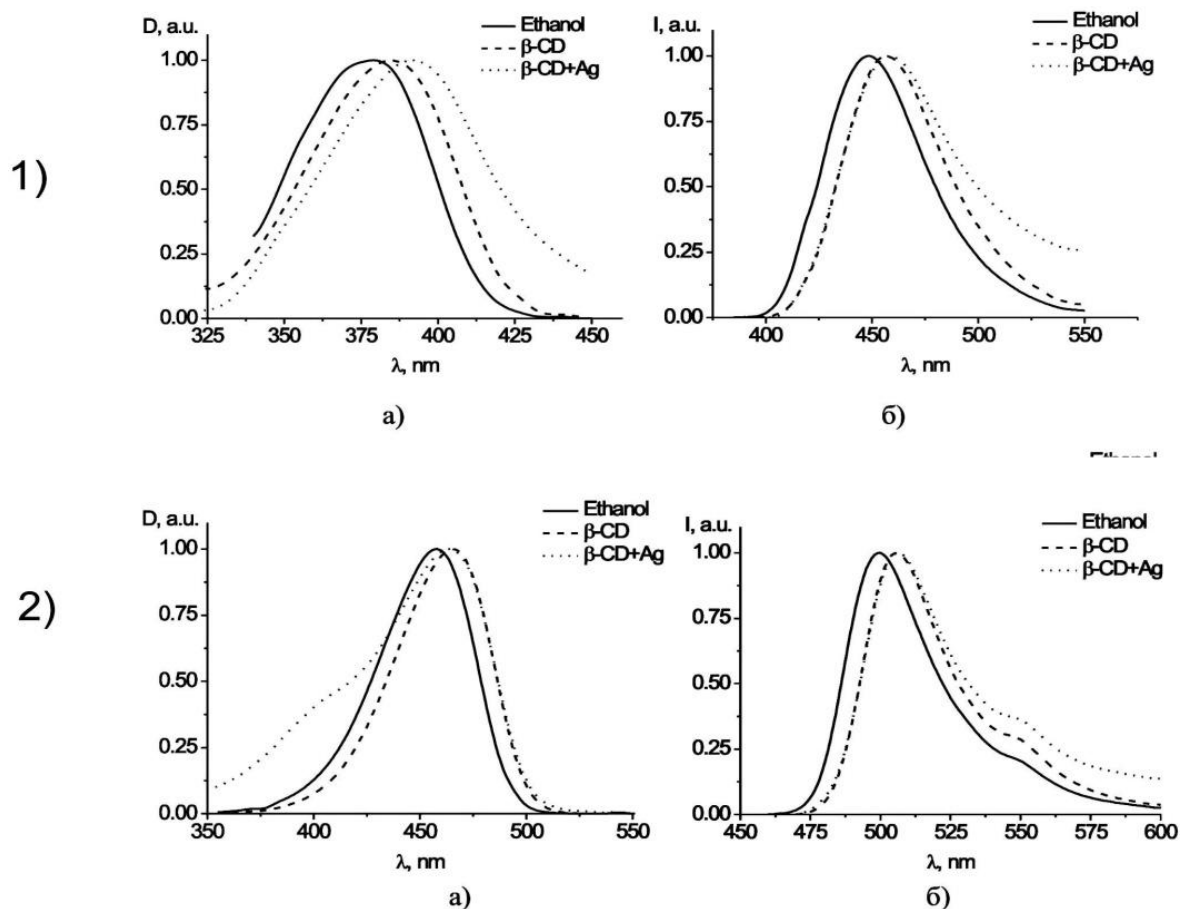 1)
D, a.u.
Ethanol
β-CD
β-CD+Ag
1.00
0.75
0.50
0.25
0.00
325 350 375 400 425 450
λ, nm
а)
I, a.u.
Ethanol
β-CD
β-CD+Ag
1.00
0.75
0.50
0.25
0.00
400 450 500 550
λ, nm
б)
2)
D, a.u.
Ethanol
β-CD
β-CD+Ag
1.00
0.75
0.50
0.25
0.00
350 400 450 500 550
λ, nm
а)
I, a.u.
Ethanol
β-CD
β-CD+Ag
1.00
0.75
0.50
0.25
0.00
450 475 500 525 550 575 600
λ, nm
б)